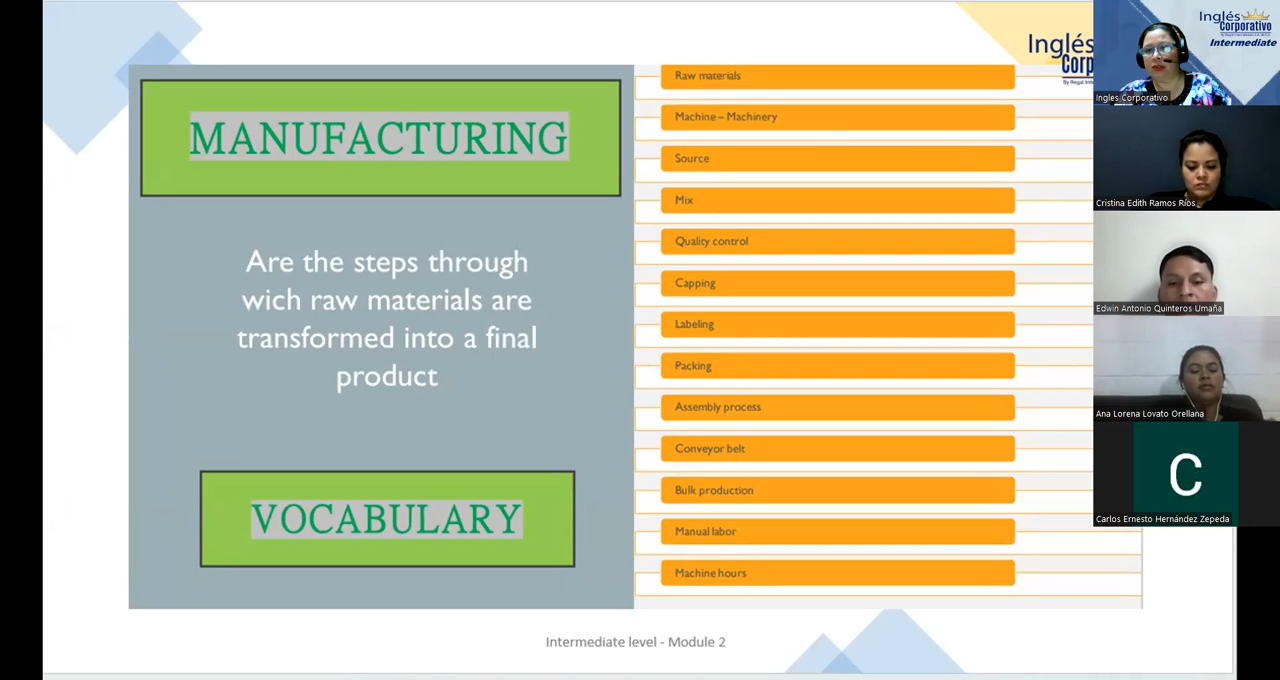 MANUFACTURING
Are the steps through
wich raw materials are
transformed into a final
product
VOCABULARY
Raw materials
Machine – Machinery
Source
Mix
Quality control
Capping
Labeling
Packing
Assembly process
Conveyor belt
Bulk production
Manual labor
Machine hours
Intermediate level - Module 2
Inglés
Corp
Inglés
Corporativo
Intermediate
Ingles Corporativo
Cristina Edith Ramos Rios
Edwin Antonio Quinteros Umaña
Ana Lorena Lovato Orellana
C
Carlos Ernesto Hernández Zepeda